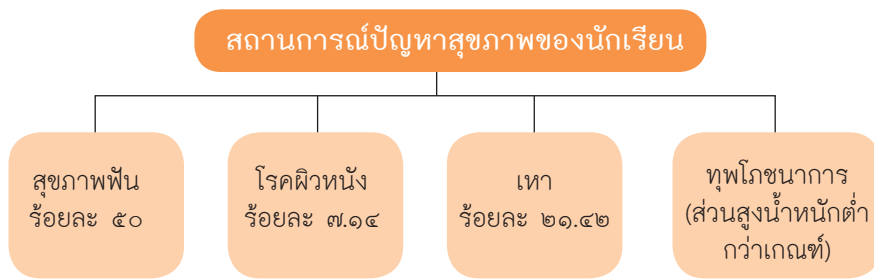 สถานการณ์ปัญหาสุขภาพของนักเรียน
สุขภาพฟัน
ร้อยละ ๕๐
โรคผิวหนัง
ร้อยละ ๗.๑๔
เหา
ร้อยละ ๒๑.๔๒
ทุพโภชนาการ
(ส่วนสูงน้ำหนักต่ำ
กว่าเกณฑ์)